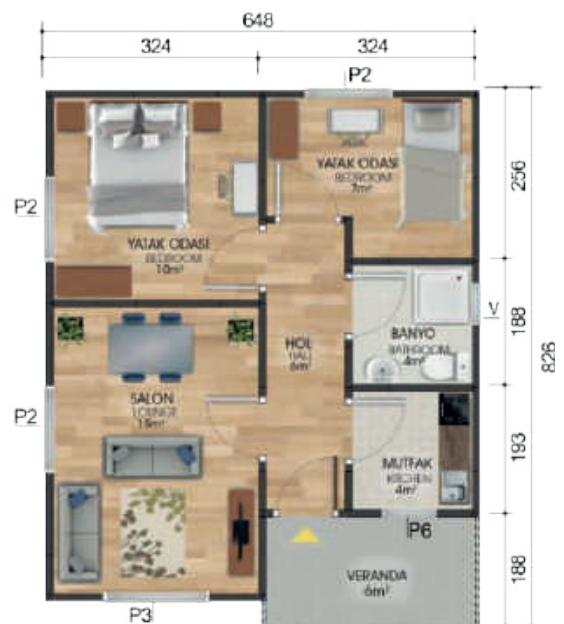 648
324 324
P2
YATAK ODASI
BEDROOM
7m²
256
P2
YATAK ODASI
BEDROOM
10m²
V
BANYO
BATHROOM
4m²
188
HOL
HALL
6m²
826
P2
SALON
LOUNGE
15m²
MUTFAK
KITCHEN
4m²
193
P6
VERANDA
6m²
188
P3